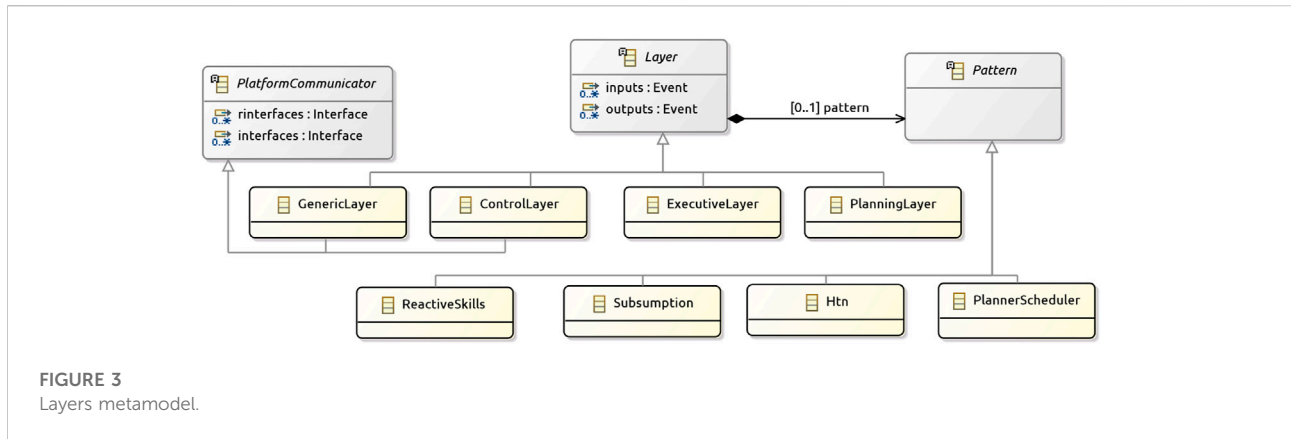 PlatformCommunicator
0..* rinterfaces : Interface
0..* interfaces : Interface
Layer
0..* inputs : Event
0..* outputs : Event
[0..1] pattern
Pattern
GenericLayer
ControlLayer
ExecutiveLayer
PlanningLayer
ReactiveSkills
Subsumption
Htn
PlannerScheduler
FIGURE 3
Layers metamodel.